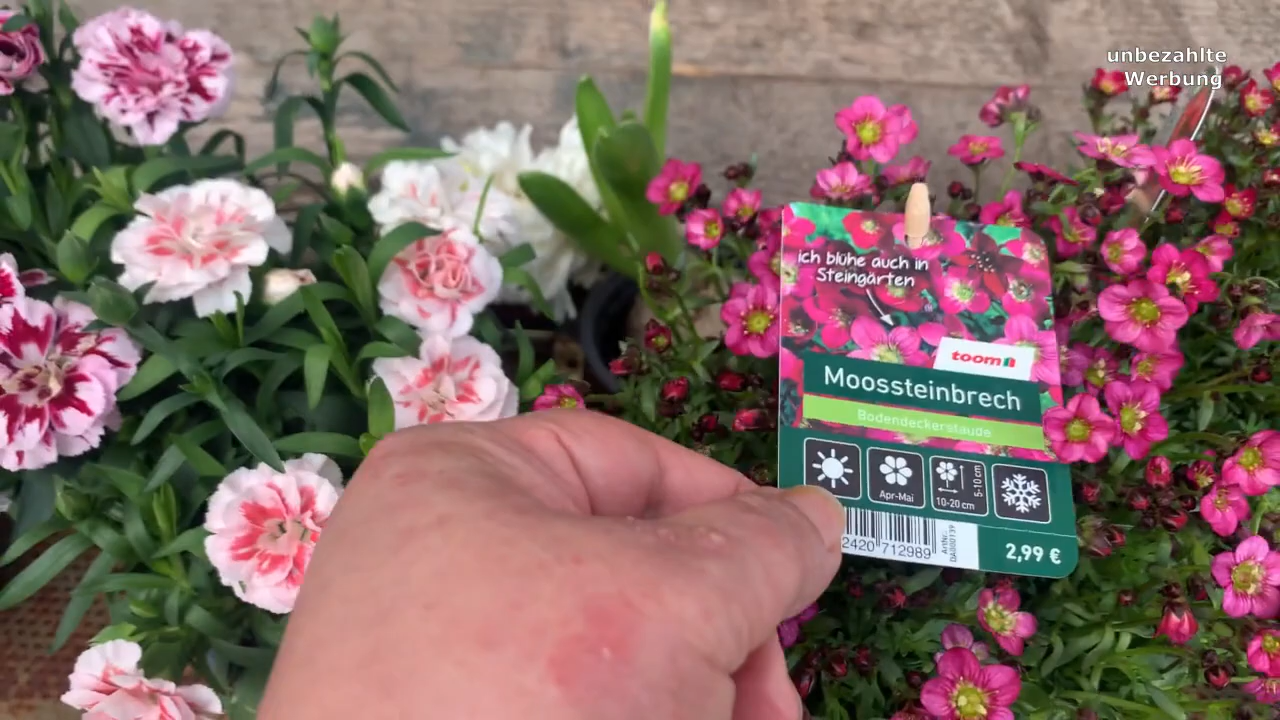 unbezahlte
Werbung
ich blühe auch in
Steingärten
toom
Moossteinbrech
Bodendeckerstaude
Apr-Mai
10-20 cm
5-10 cm
2420 712989
ArtNr.:
2,99 €